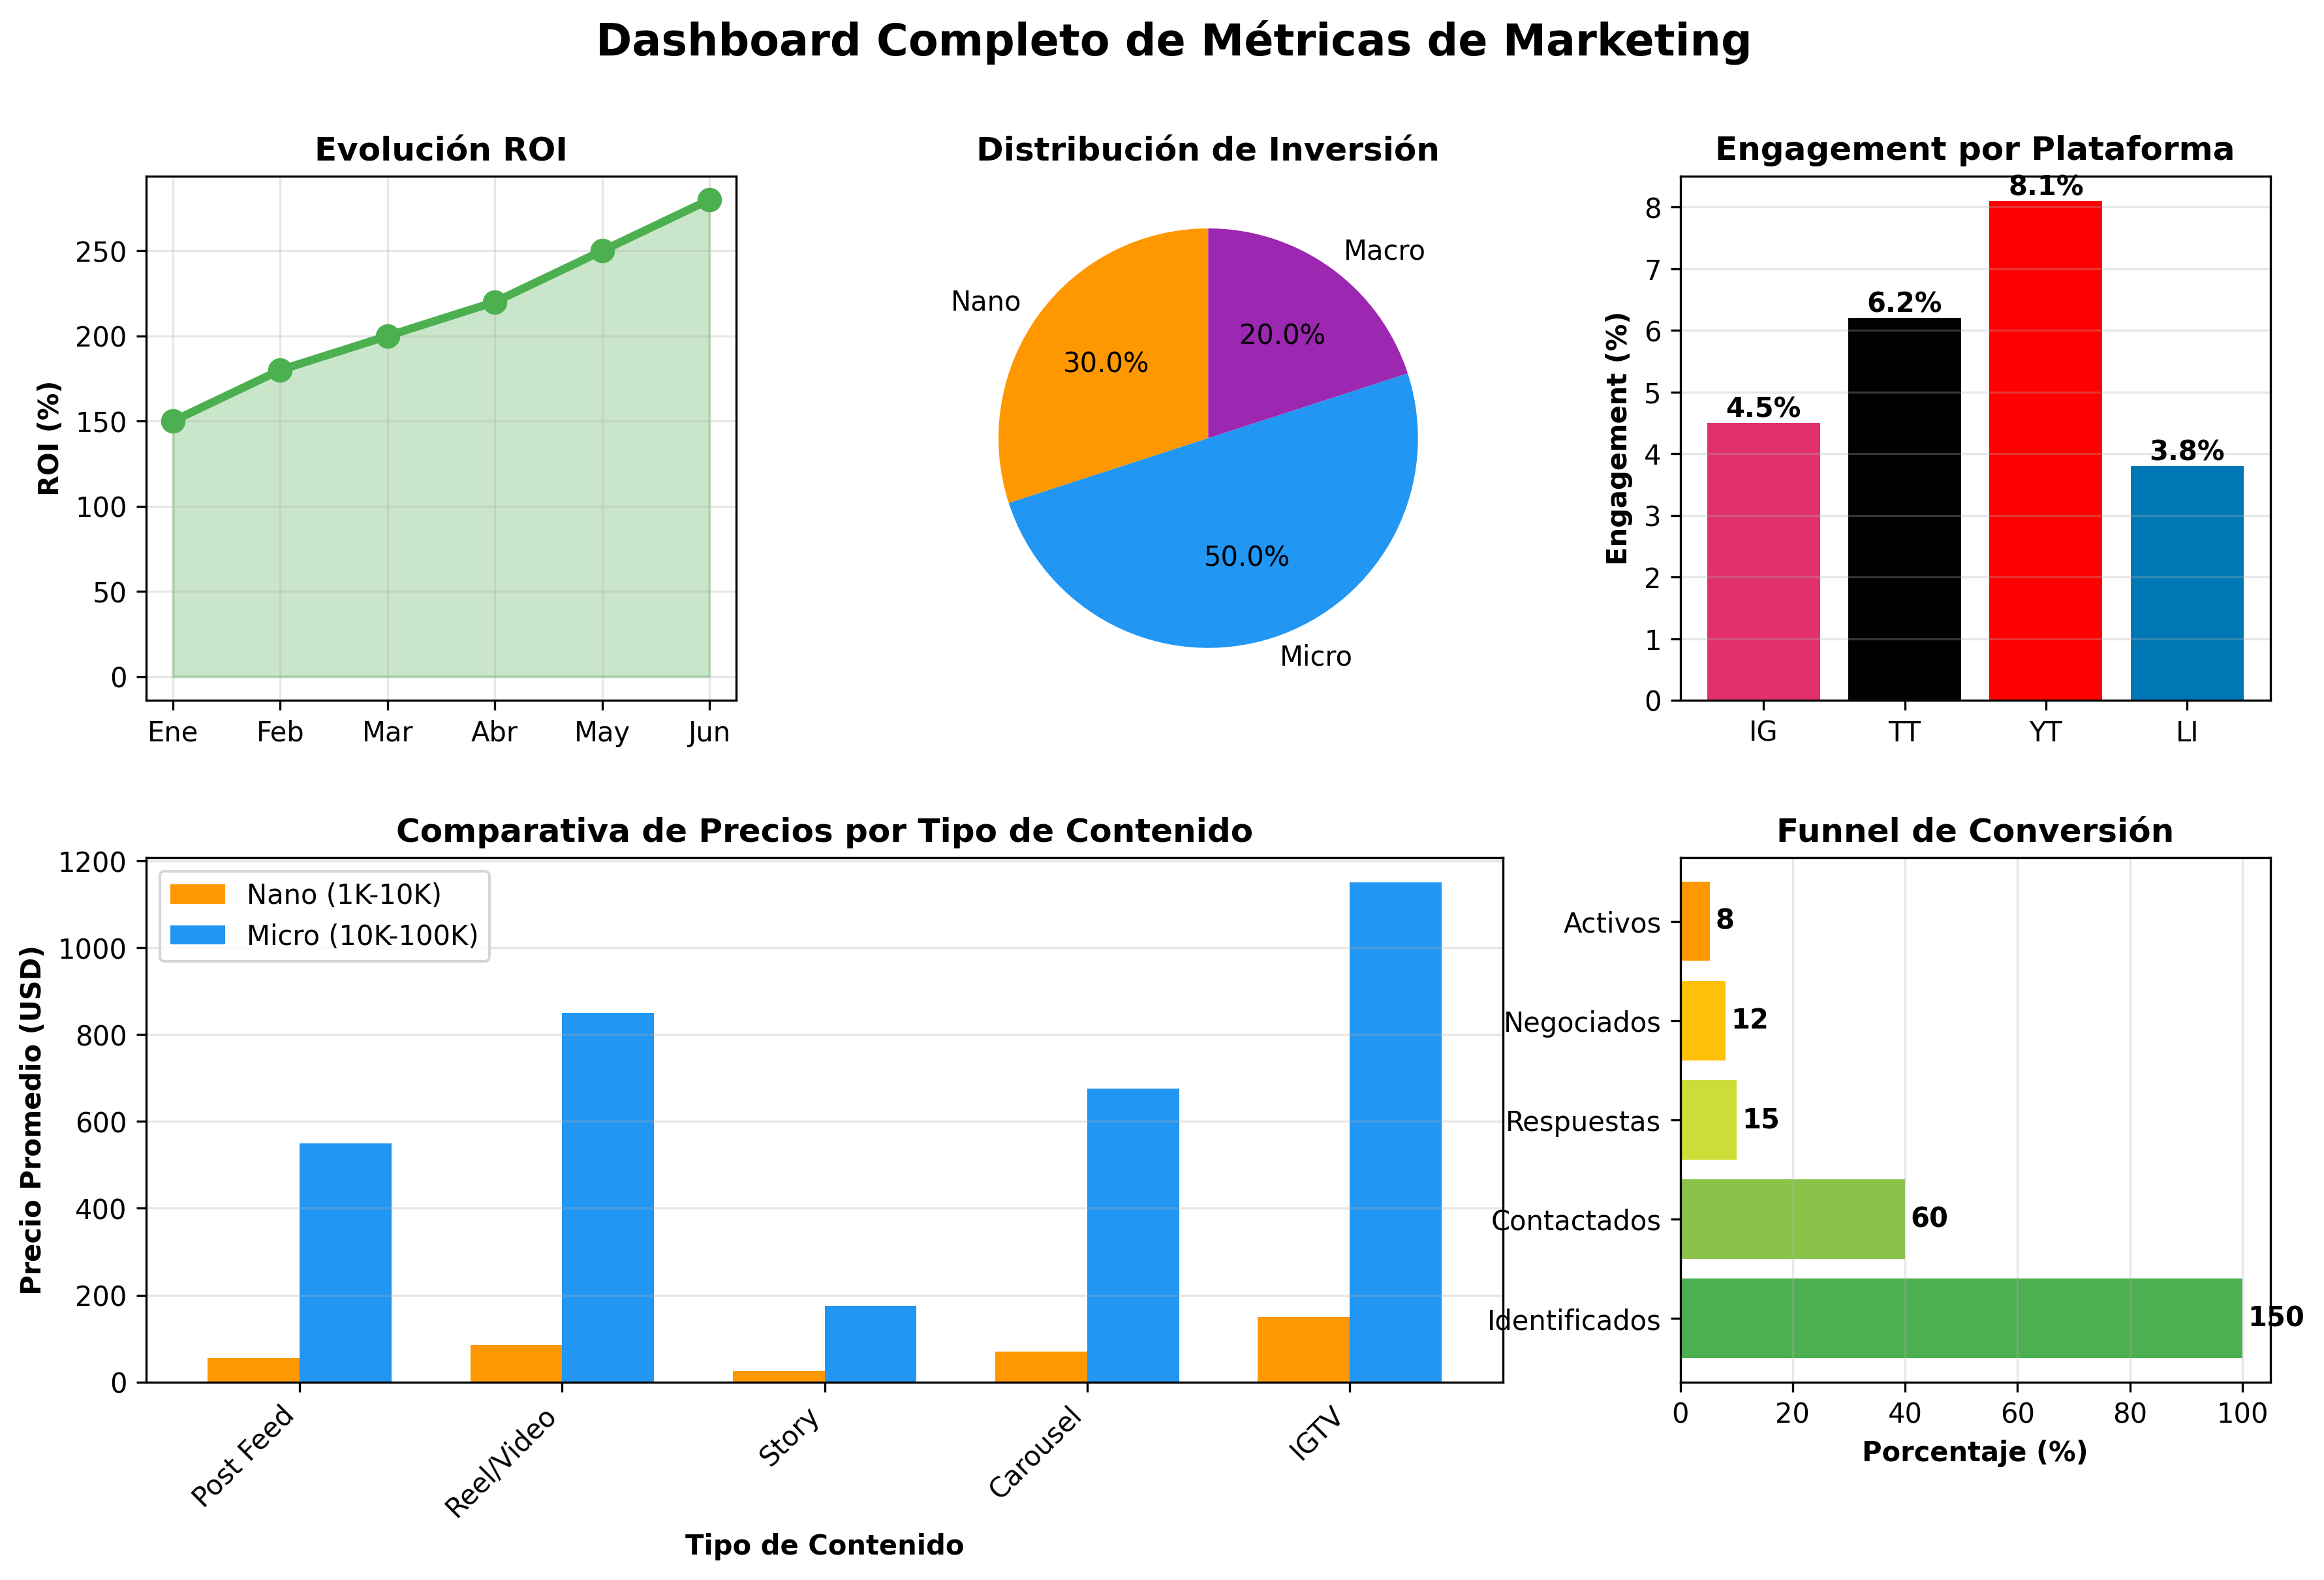 Dashboard Completo de Métricas de Marketing
Evolución ROI
ROI (%)
250
200
150
100
50
0
Ene Feb Mar Abr May Jun
Distribución de Inversión
Macro
Nano
20.0%
30.0%
50.0%
Micro
Engagement por Plataforma
Engagement (%)
8
7
6
5
4
3
2
1
0
4.5%
6.2%
8.1%
3.8%
IG TT YT LI
Comparativa de Precios por Tipo de Contenido
Precio Promedio (USD)
1200
1000
800
600
400
200
0
Nano (1K-10K)
Micro (10K-100K)
Post Feed
Reel/Video
Story
Carousel
IGTV
Tipo de Contenido
Funnel de Conversión
Activos 8
Negociados 12
Respuestas 15
Contactados 60
Identificados 150
0 20 40 60 80 100
Porcentaje (%)